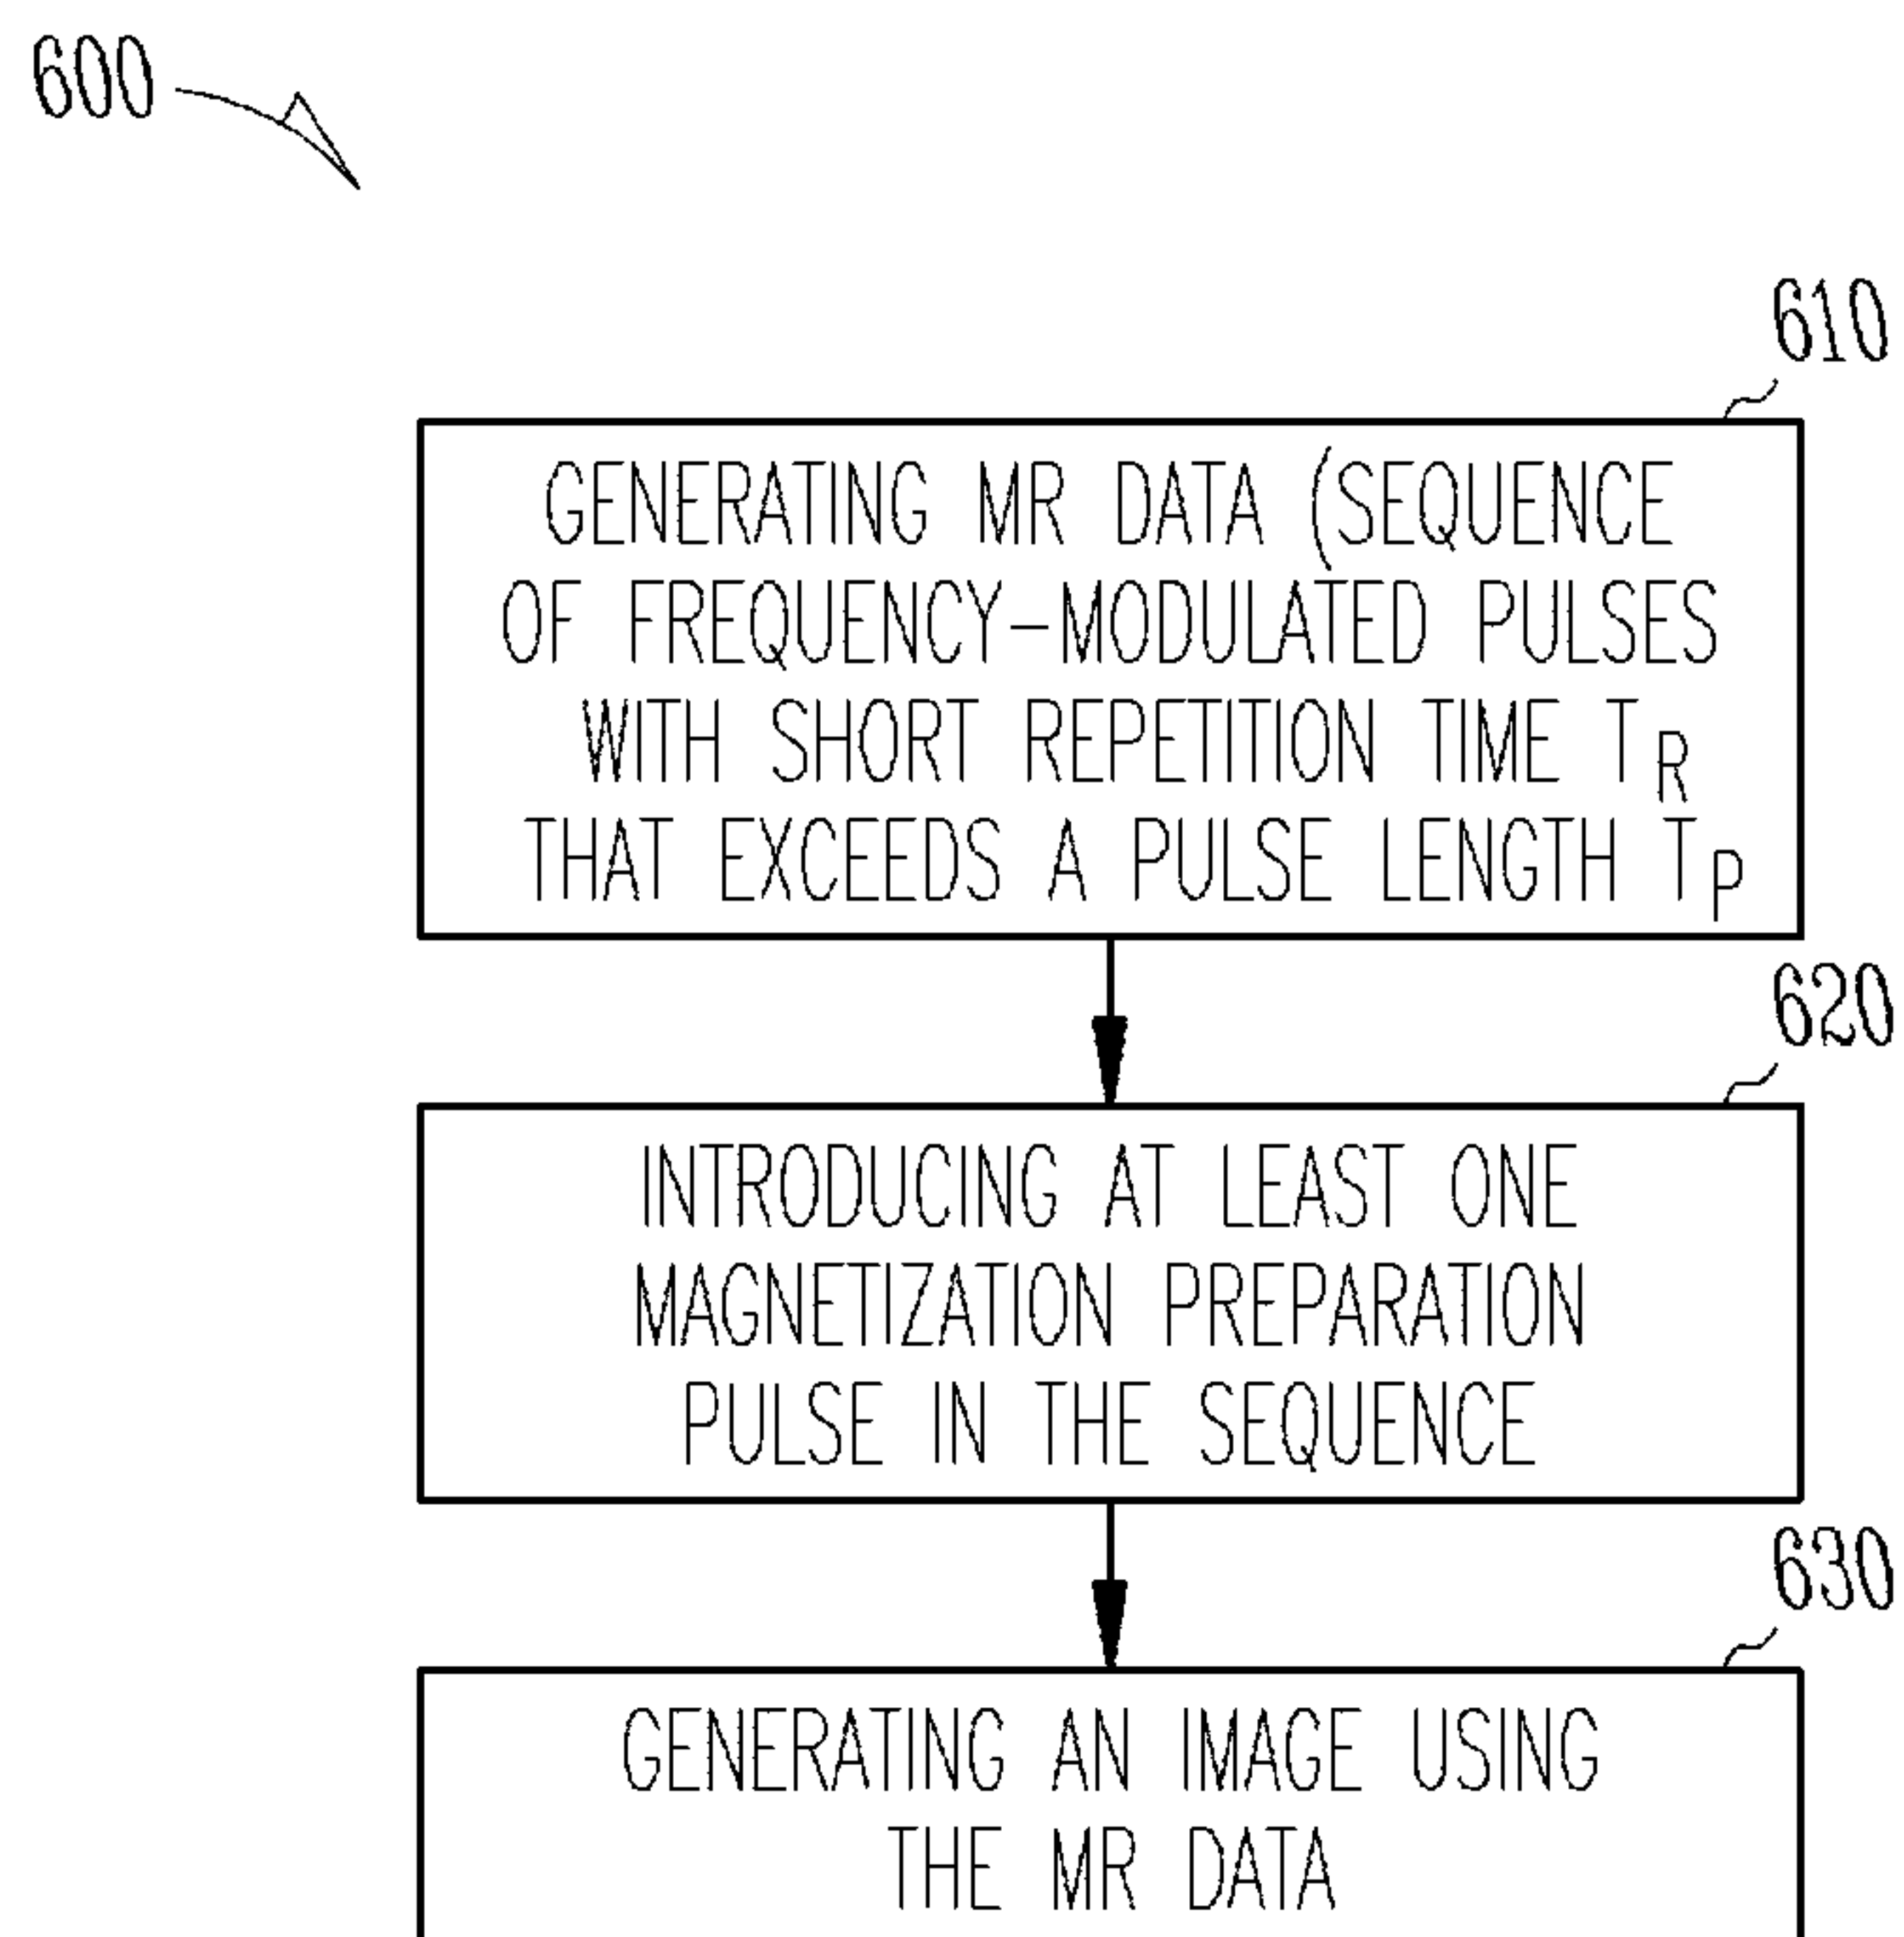 600
610
GENERATING MR DATA (SEQUENCE
OF FREQUENCY-MODULATED PULSES
WITH SHORT REPETITION TIME TR
THAT EXCEEDS A PULSE LENGTH TP
620
INTRODUCING AT LEAST ONE
MAGNETIZATION PREPARATION
PULSE IN THE SEQUENCE
630
GENERATING AN IMAGE USING
THE MR DATA